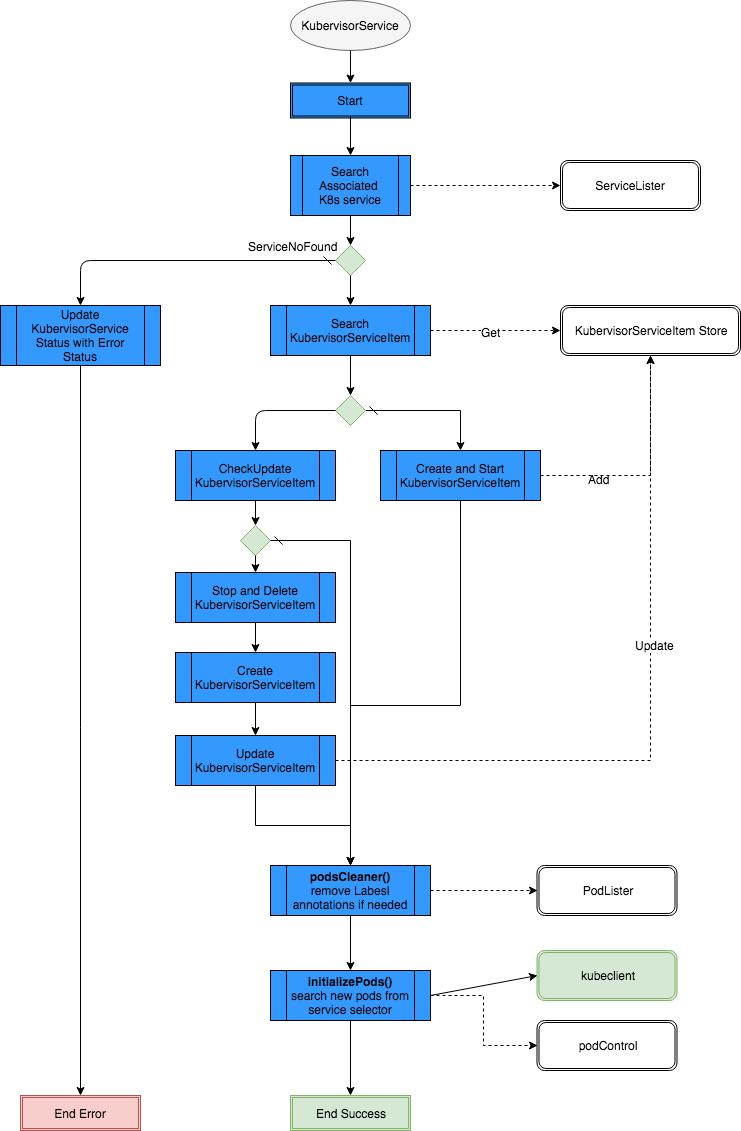 KubervisorService
Start
Search
Associated
K8s service
ServiceLister
ServiceNoFound
Update
KubervisorService
Status with Error
Status
Search
KubervisorServiceItem
Get
KubervisorServiceItem Store
CheckUpdate
KubervisorServiceItem
Create and Start
KubervisorServiceItem
Add
Stop and Delete
KubervisorServiceItem
Update
Create
KubervisorServiceItem
Update
KubervisorServiceItem
podsCleaner()
remove Labesl
annotations if needed
PodLister
initializePods()
search new pods from
service selector
kubeclient
podControl
End Error
End Success